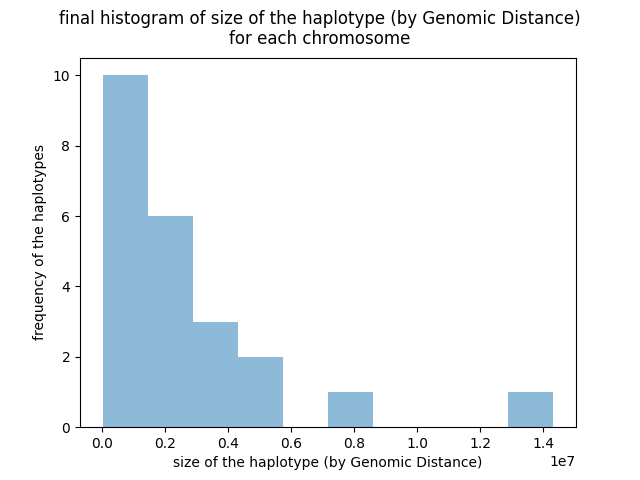 final histogram of size of the haplotype (by Genomic Distance)
for each chromosome
frequency of the haplotypes
10
8
6
4
2
0
0.0 0.2 0.4 0.6 0.8 1.0 1.2 1.4
1e7
size of the haplotype (by Genomic Distance)